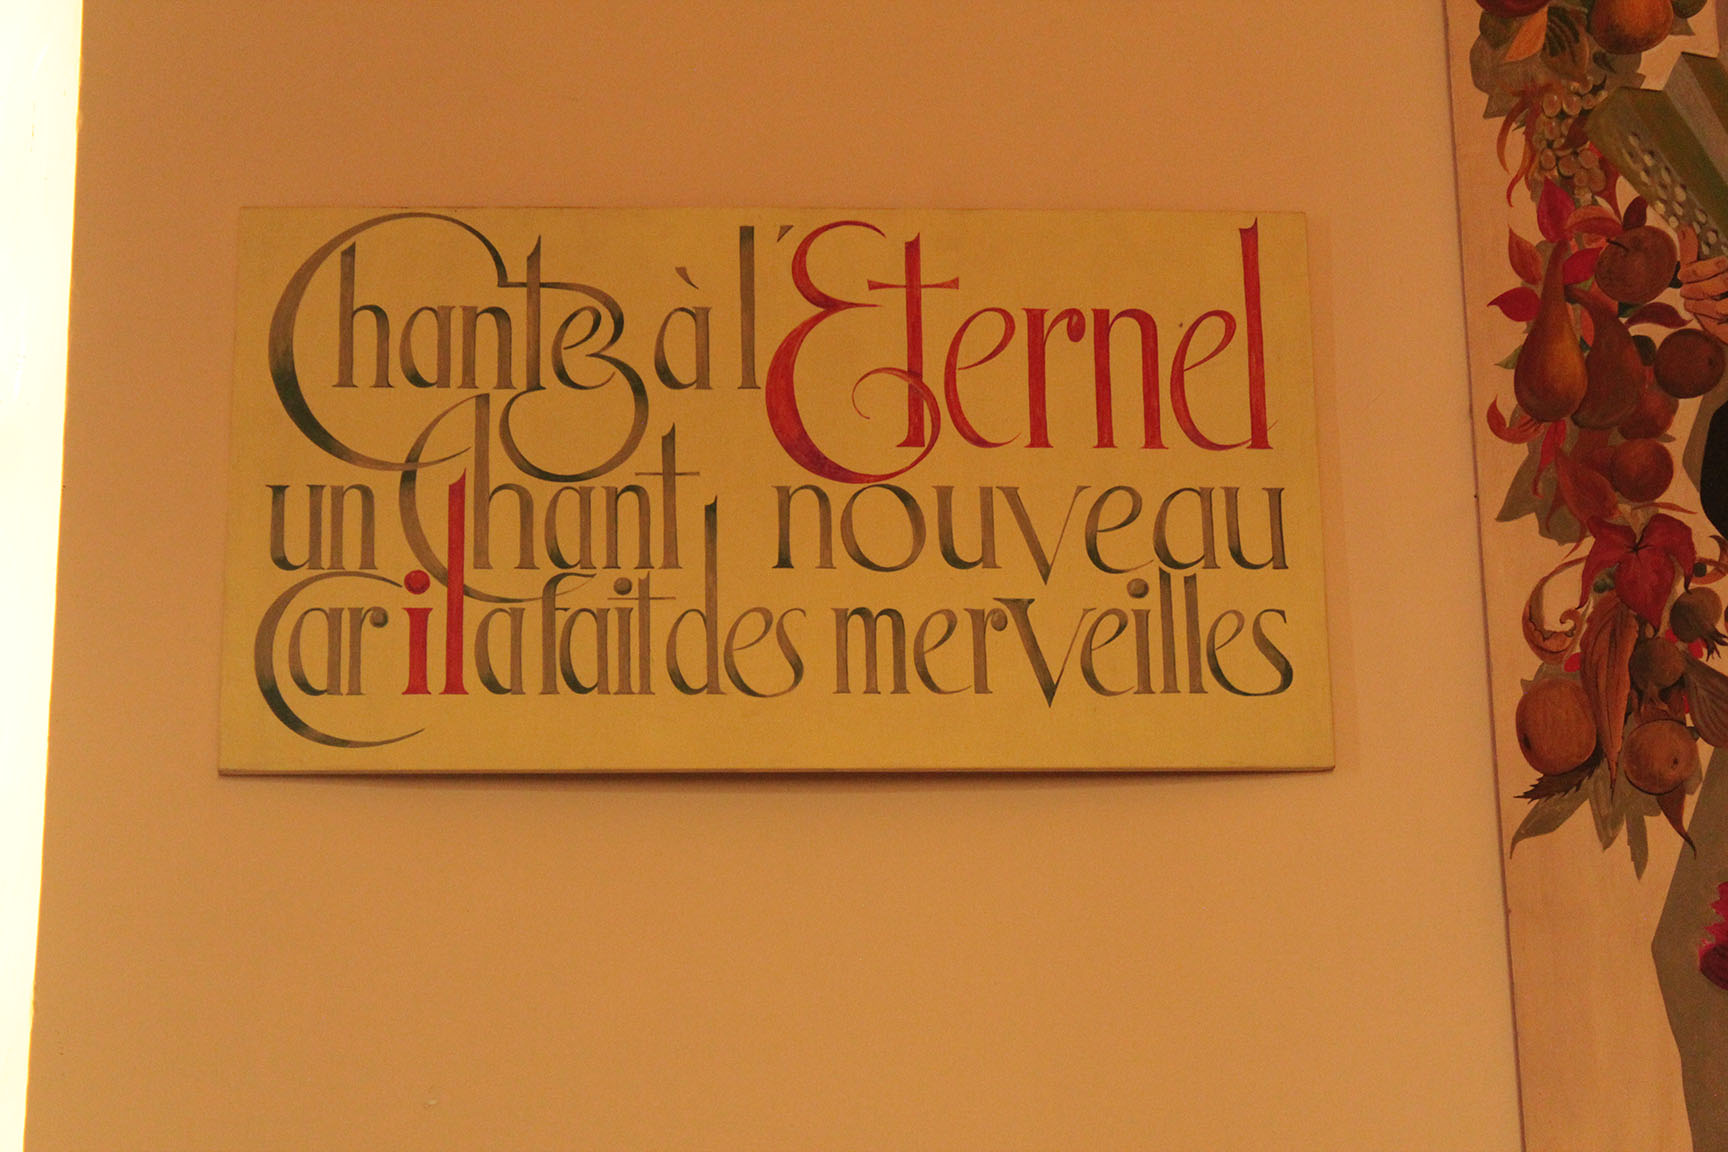 Chantez à l'Eternel
un Chant nouveau
Car il a fait des merveilles